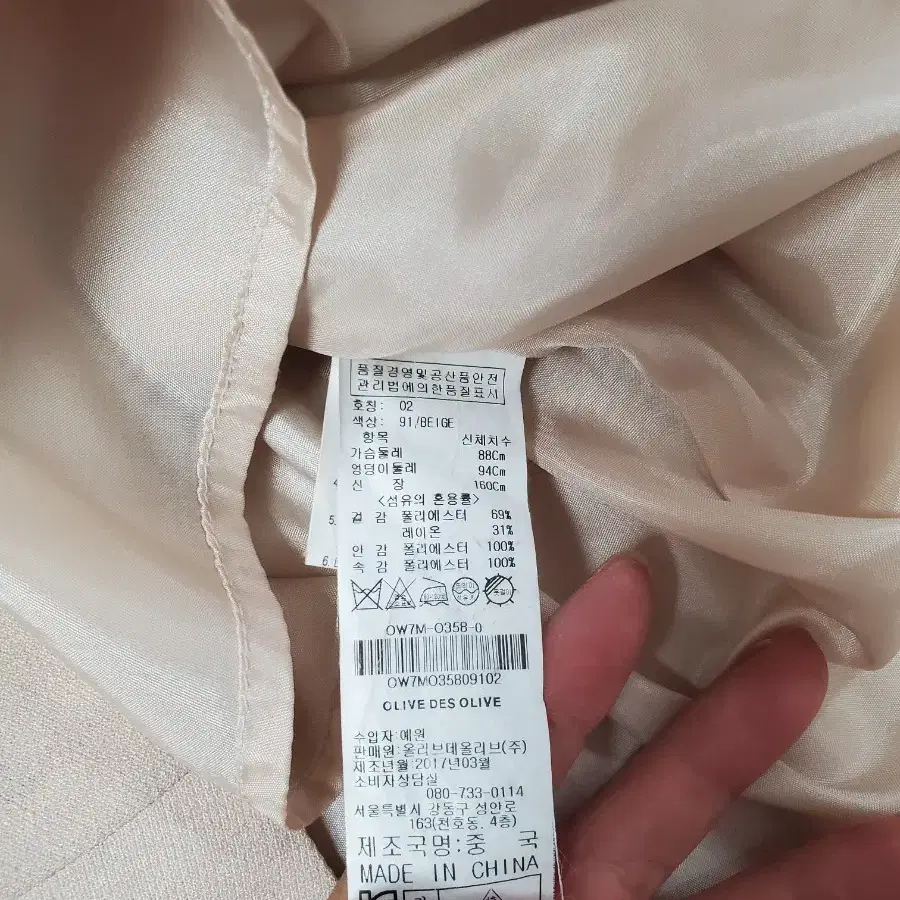 품질경영및공산품안전
관리법에의한품질표시
호칭: 02
색상: 91/BEIGE
항목 신체치수
가슴둘레 88Cm
엉덩이둘레 94Cm
신 장 160Cm
<섬유의 혼용률>
겉 감 폴리에스터 69%
레이온 31%
안 감 폴리에스터 100%
속 감 폴리에스터 100%
OW7M-O358-0
OW7MO35809102
OLIVE DES OLIVE
수입자:예원
판매원:올리브데올리브(주)
제조년월:2017년03월
소비자상담실
080-733-0114
서울특별시 강동구 성안로
163(천호동, 4층)
제조국명:중 국
MADE IN CHINA
4
5.
6.